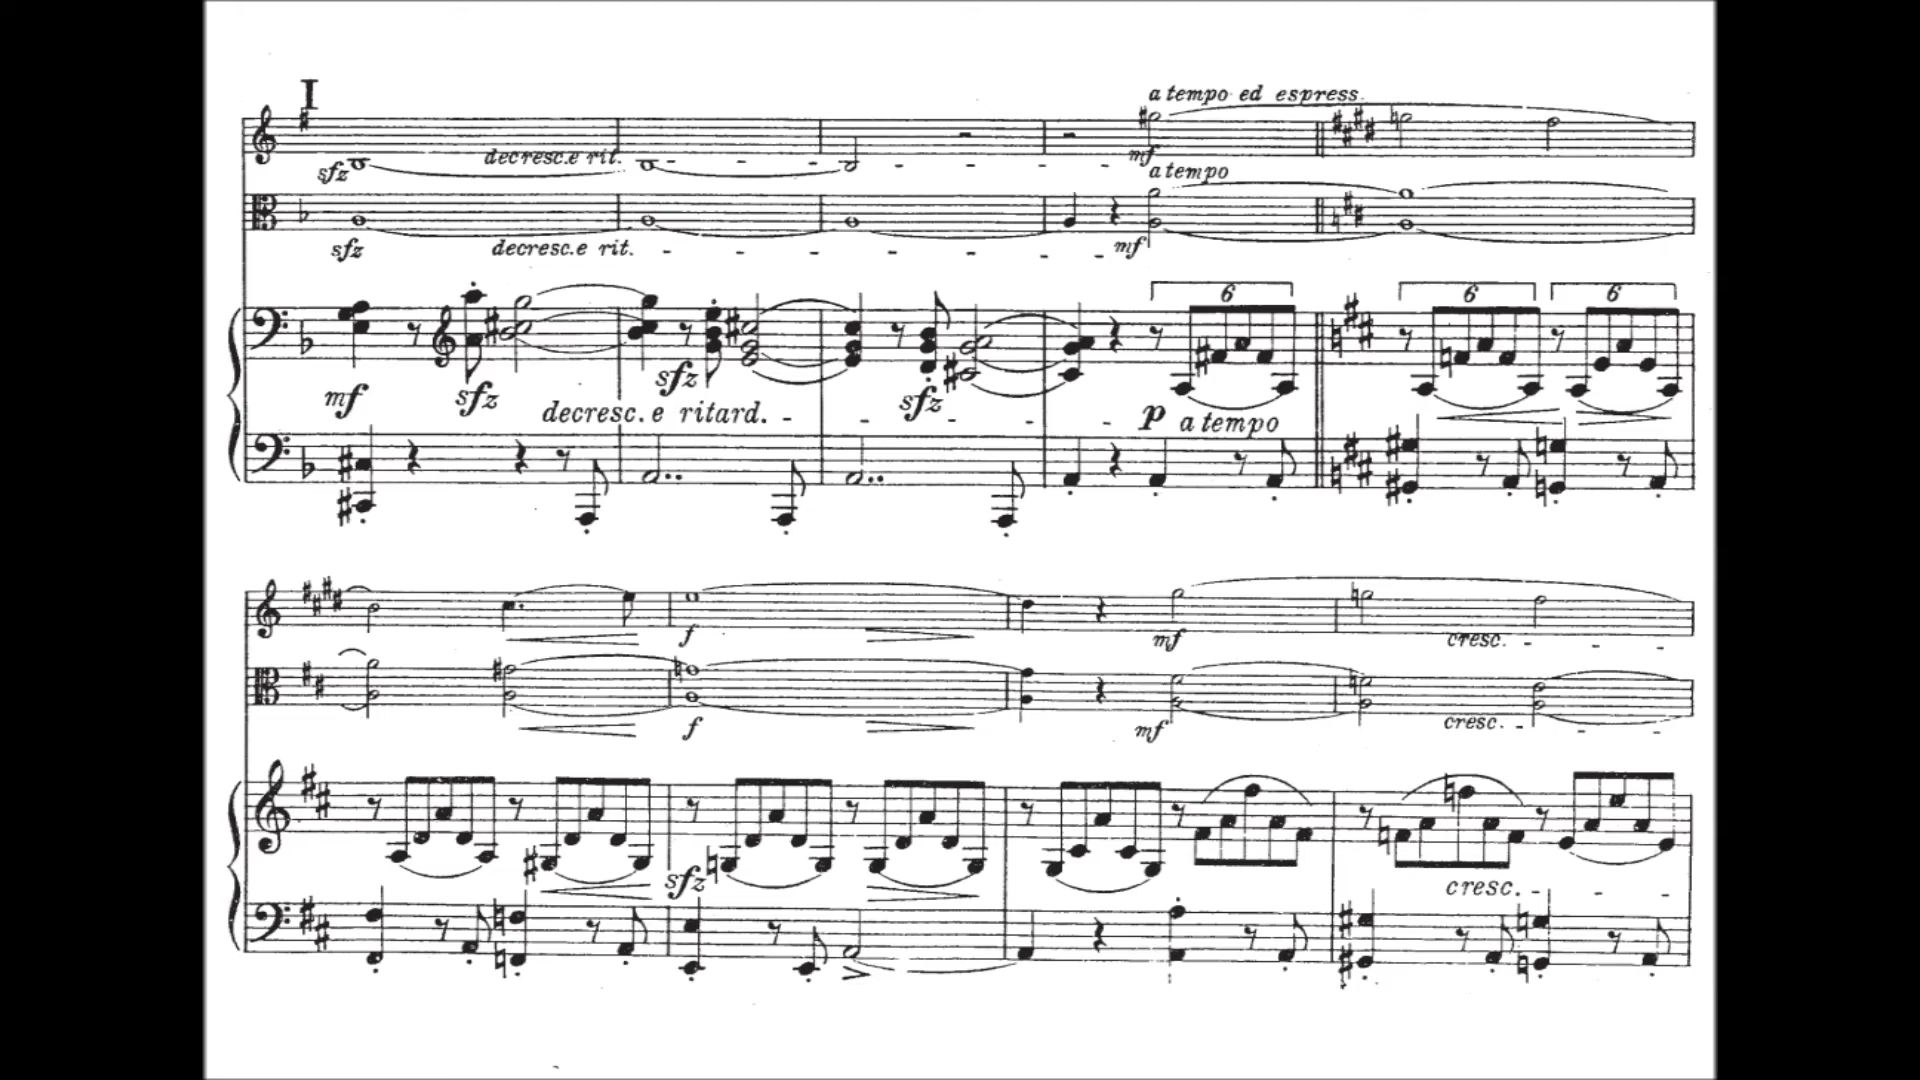 I
a tempo ed espress.
sfz decresc. e rit. mf
a tempo
sfz decresc. e rit. mf
6 6 6
mf sfz sfz sfz
decresc. e ritard. p a tempo
f mf cresc.
f mf cresc.
sfz cresc.